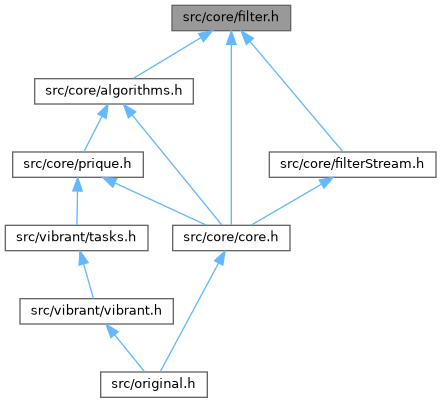 src/core/filter.h
src/core/algorithms.h
src/core/prique.h
src/core/filterStream.h
src/vibrant/tasks.h
src/core/core.h
src/vibrant/vibrant.h
src/original.h